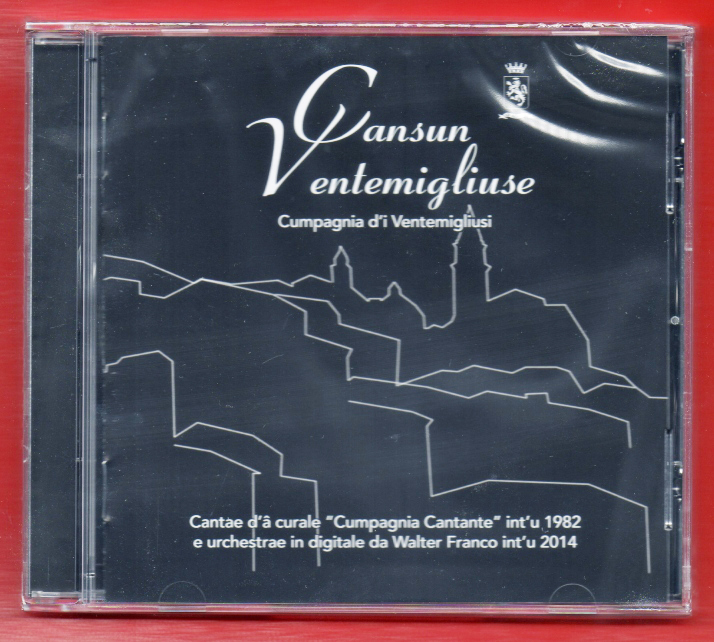 Cansun
Ventemigliuse
Cumpagnia d'i Ventemigliusi
Cantae d'â curale "Cumpagnia Cantante" int'u 1982
e urchestrae in digitale da Walter Franco int'u 2014